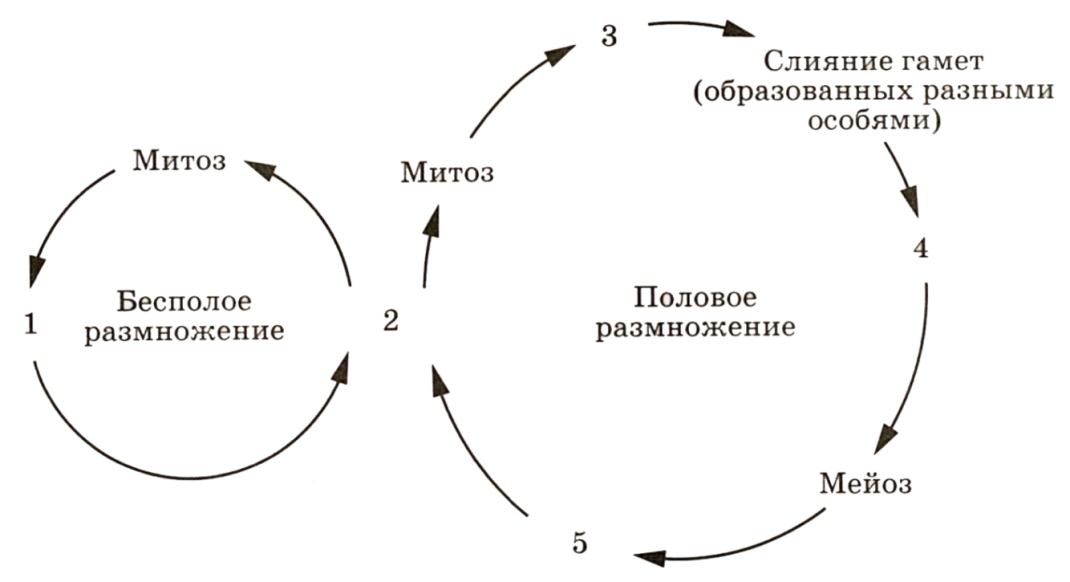 3
Слияние гамет
(образованных разными
особями)
Митоз
Митоз
4
Бесполое
размножение
1
2
Половое
размножение
Мейоз
5